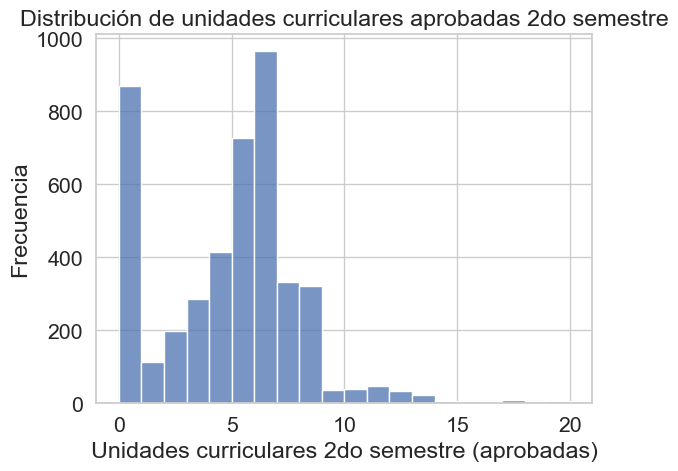 Distribución de unidades curriculares aprobadas 2do semestre
1000
800
600
400
200
0
Frecuencia
0 5 10 15 20
Unidades curriculares 2do semestre (aprobadas)